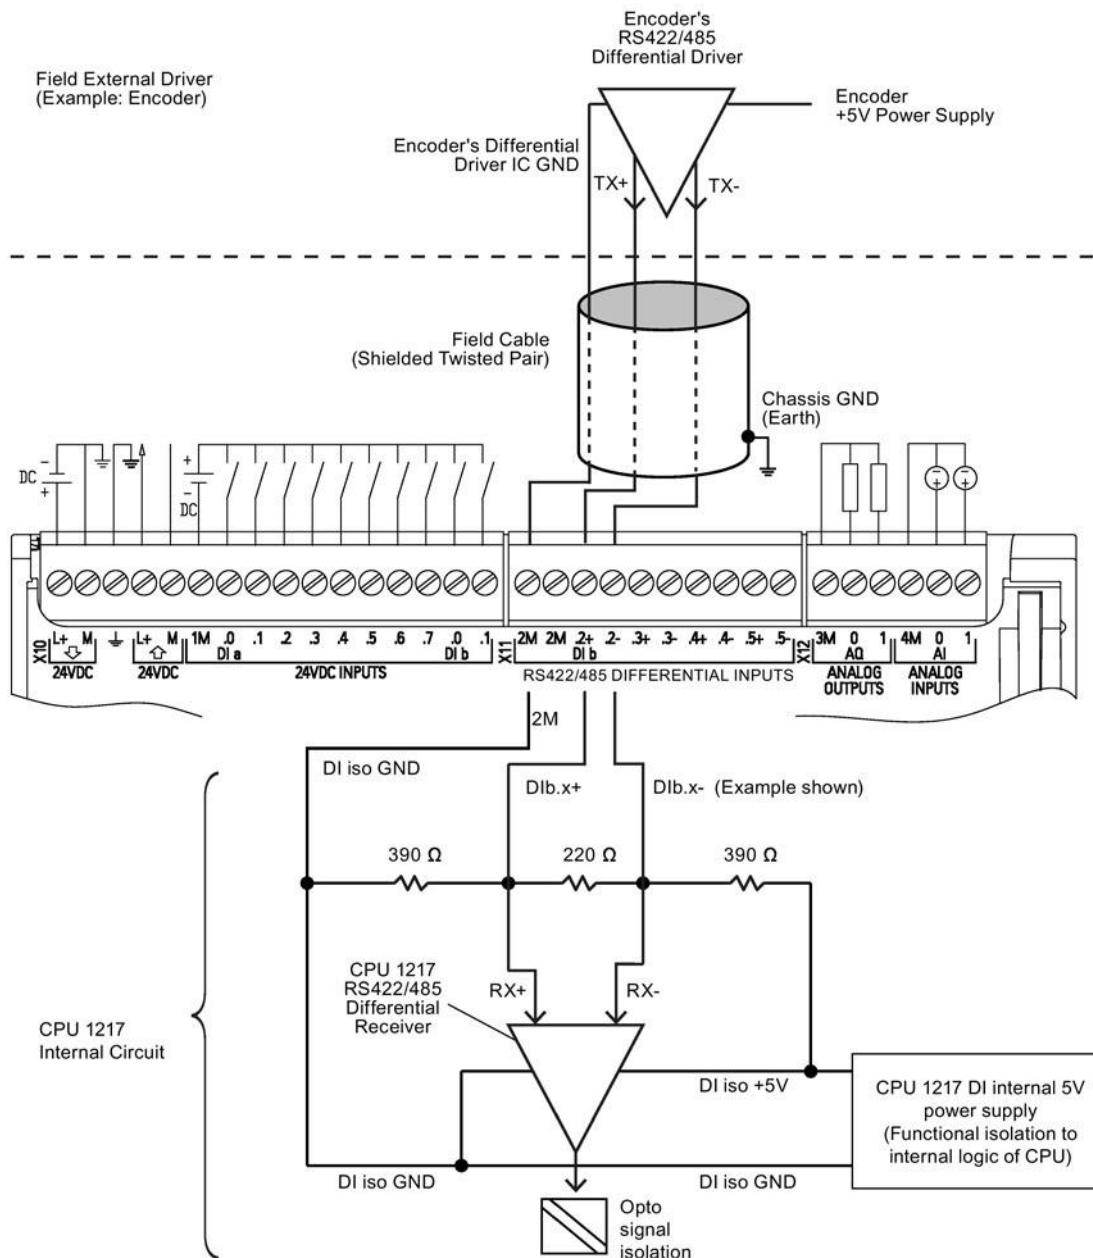 Encoder's
RS422/485
Differential Driver
Field External Driver
(Example: Encoder)
Encoder
+5V Power Supply
Encoder's Differential
Driver IC GND
TX+
TX-
Field Cable
(Shielded Twisted Pair)
Chassis GND
(Earth)
DC
- +
+ -
DC
X10 L+ M L+ M 1M .0 .1 .2 .3 .4 .5 .6 .7 .0 .1 X11 2M 2M .2+ .2- .3+ .3- .4+ .4- .5+ .5- X12 3M 0 1 4M 0 1
DI a DI b DI b AQ AI
24VDC 24VDC 24VDC INPUTS RS422/485 DIFFERENTIAL INPUTS ANALOG OUTPUTS ANALOG INPUTS
2M
DI iso GND
DIb.x+
DIb.x- (Example shown)
390 Ω
220 Ω
390 Ω
CPU 1217
RS422/485
Differential
Receiver
RX+
RX-
CPU 1217
Internal Circuit
DI iso +5V
CPU 1217 DI internal 5V
power supply
(Functional isolation to
internal logic of CPU)
DI iso GND
DI iso GND
Opto
signal
isolation